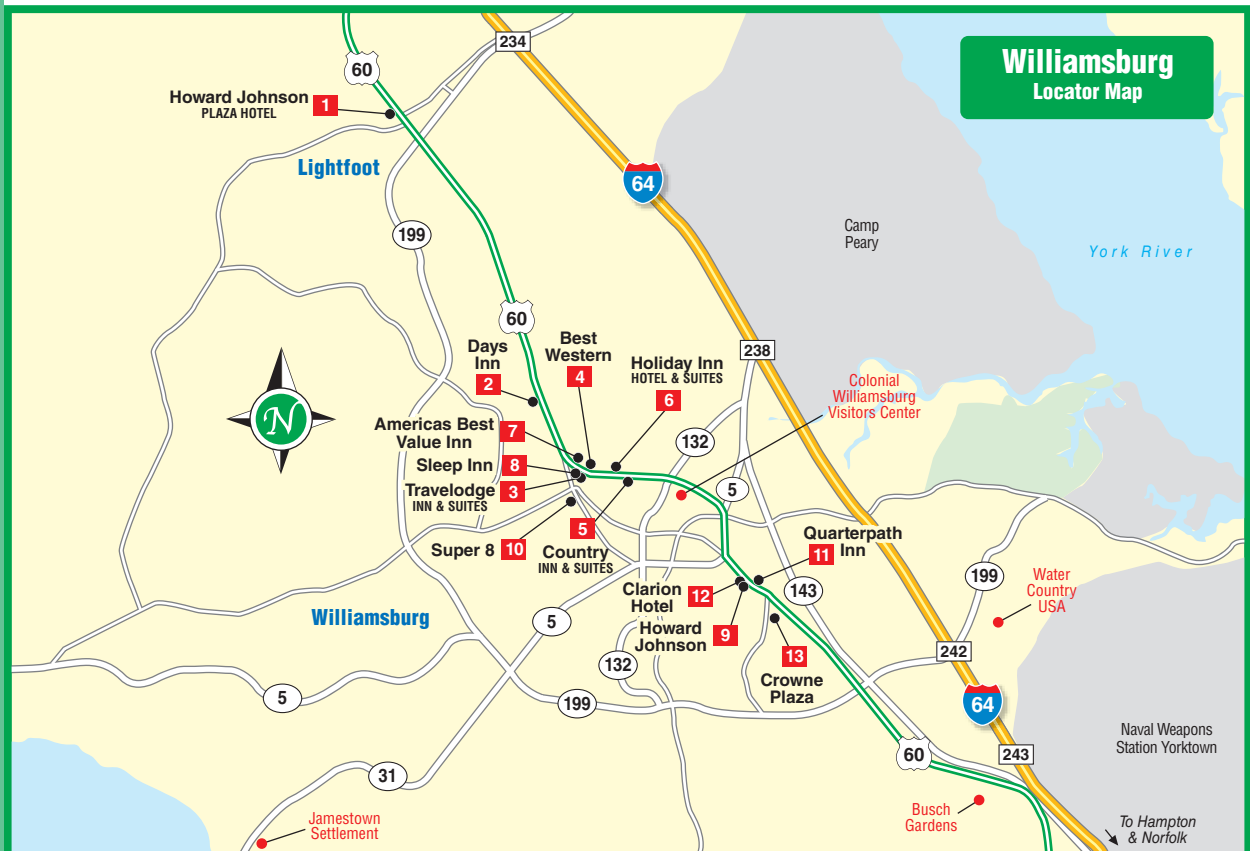 Williamsburg
Locator Map
234
60
Howard Johnson
PLAZA HOTEL
1
Lightfoot
64
199
Camp
Peary
York River
60
Days
Inn
2
Best
Western
4
Holiday Inn
HOTEL & SUITES
6
238
Colonial
Williamsburg
Visitors Center
N
Americas Best
Value Inn
7
132
Sleep Inn
8
Travelodge
INN & SUITES
3
5
Super 8
10
5
Country
INN & SUITES
Quarterpath
Inn
11
Clarion
Hotel
12
143
199
Water
Country
USA
Williamsburg
5
Howard
Johnson
9
13
Crowne
Plaza
132
242
5
199
64
Naval Weapons
Station Yorktown
60
243
31
Busch
Gardens
Jamestown
Settlement
To Hampton
& Norfolk